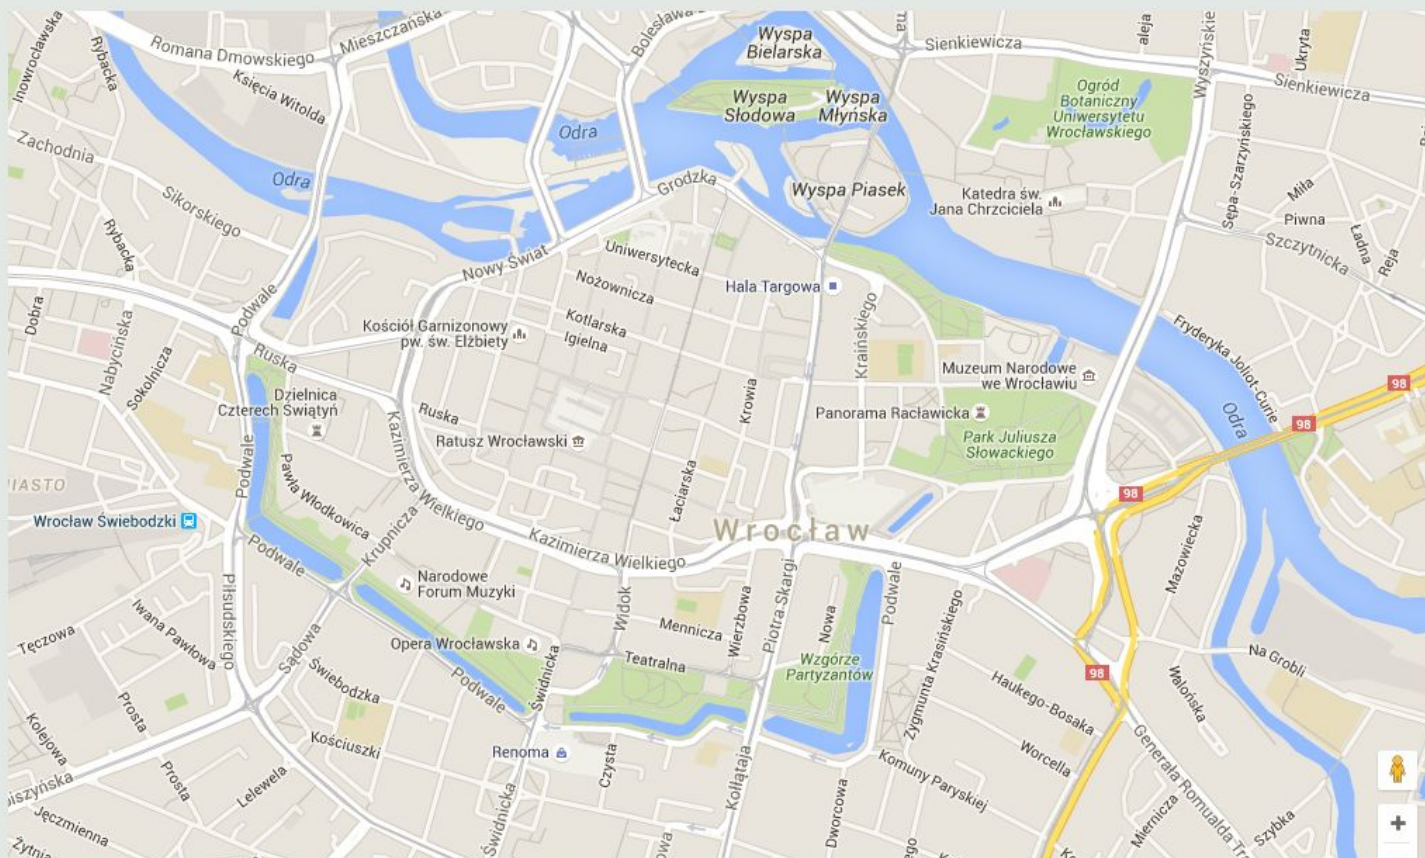 Inowrocławska
Rybacka
Romana Dmowskiego
Mieszczańska
Księcia Witolda
Wyspa
Bielarska
Sienkiewicza
aleja
Wyszyńskie
Ukryta
Sienkiewicza
Wyspa
Słodowa
Wyspa
Młyńska
Ogród
Botaniczny
Uniwersytetu
Wrocławskiego
Zachodnia
Odra
Odra
Sikorskiego
Grodzka
Wyspa Piasek
Katedra św.
Jana Chrzciciela
Sępa-Szarzyńskiego
Miła
Piwna
Ładna
Reja
Szczytnicka
Rybacka
Nowy Świat
Uniwersytecka
Nożownicza
Hala Targowa
Dobra
Nabycińska
Podwale
Kościół Garnizonowy
pw. św. Elżbiety
Kotlarska
Igielna
Kraińskiego
Fryderyka Joliot-Curie
Ruska
Sokolnicza
Muzeum Narodowe
we Wrocławiu
98
Dzielnica
Czterech Świątyń
Ruska
Krowia
Panorama Racławicka
Odra
98
Kazimierza Wielkiego
Ratusz Wrocławski
Park Juliusza
Słowackiego
Podwale
Pawła Włodkowica
Łaciarska
MIASTO
98
Wrocław Świebodzki
Krupnicza
Wrocław
Kazimierza Wielkiego
Mazowiecka
Podwale
Piłsudskiego
Narodowe
Forum Muzyki
Widok
Wierzbowa
Piotra Skargi
Nowa
Podwale
Zygmunta Krasińskiego
Iwana Pawłowa
Tęczowa
Sądowa
Mennicza
Opera Wrocławska
Teatralna
Wzgórze
Partyzantów
Na Grobli
Świebodzka
Podwale
Świdnicka
98
Haukego-Bosaka
Walońska
Prosta
Kolejowa
Kościuszki
Renoma
Czysta
Kołłątaja
Komuny Paryskiej
Worcella
Generała Romualda Tr
Prosta
Lelewela
Świdnicka
Dworcowa
Miernicza
Szybka
Jęczmienna
+